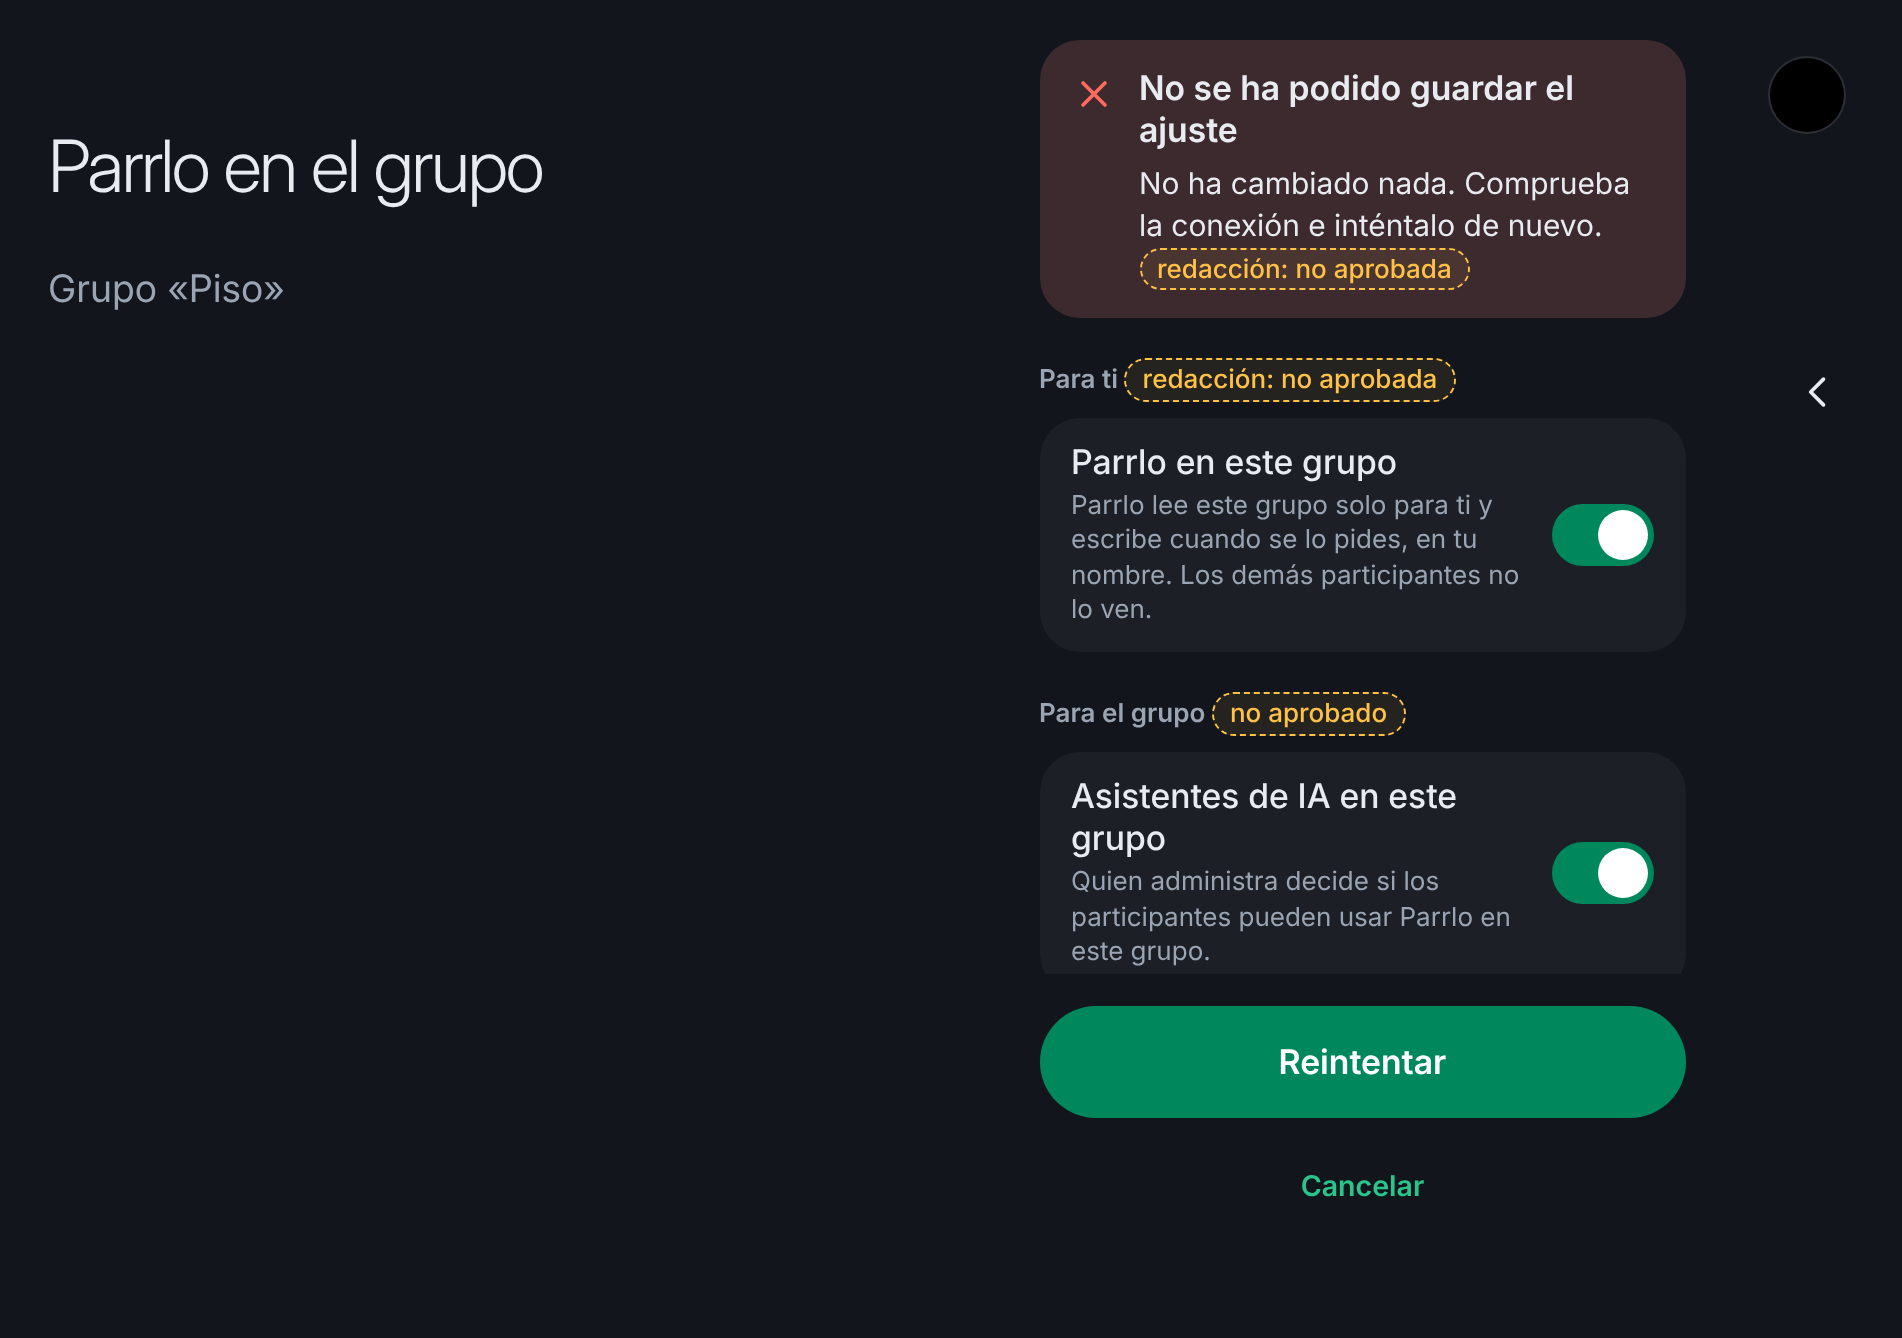 Parrlo en el grupo
Grupo «Piso»
No se ha podido guardar el
ajuste
No ha cambiado nada. Comprueba
la conexión e inténtalo de nuevo.
redacción: no aprobada
Para ti redacción: no aprobada
Parrlo en este grupo
Parrlo lee este grupo solo para ti y
escribe cuando se lo pides, en tu
nombre. Los demás participantes no
lo ven.
Para el grupo no aprobado
Asistentes de IA en este
grupo
Quien administra decide si los
participantes pueden usar Parrlo en
este grupo.
Reintentar
Cancelar